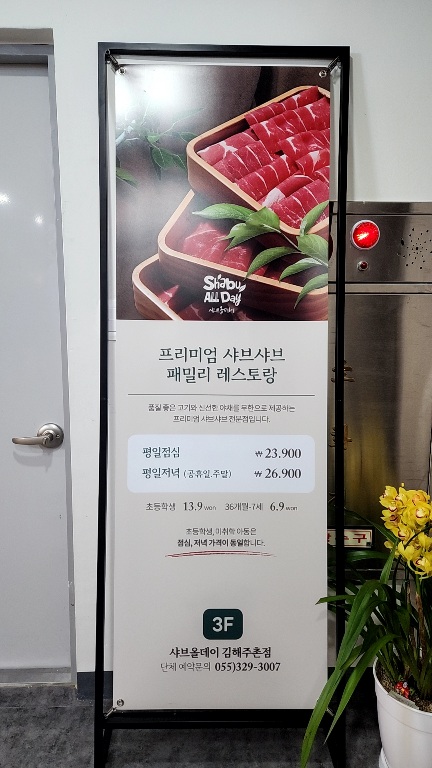 Shabu
ALL Day
샤브올데이
프리미엄 샤브샤브
패밀리 레스토랑
품질 좋은 고기와 신선한 야채를 무한으로 제공하는
프리미엄 샤브샤브 전문점입니다.
평일점심 ₩ 23.900
평일저녁 (공휴일.주말) ₩ 26.900
초등학생 13.9 won 36개월-7세 6.9 won
초등학생, 미취학 아동은
점심, 저녁 가격이 동일합니다.
3F
샤브올데이 김해주촌점
단체 예약문의 055)329-3007